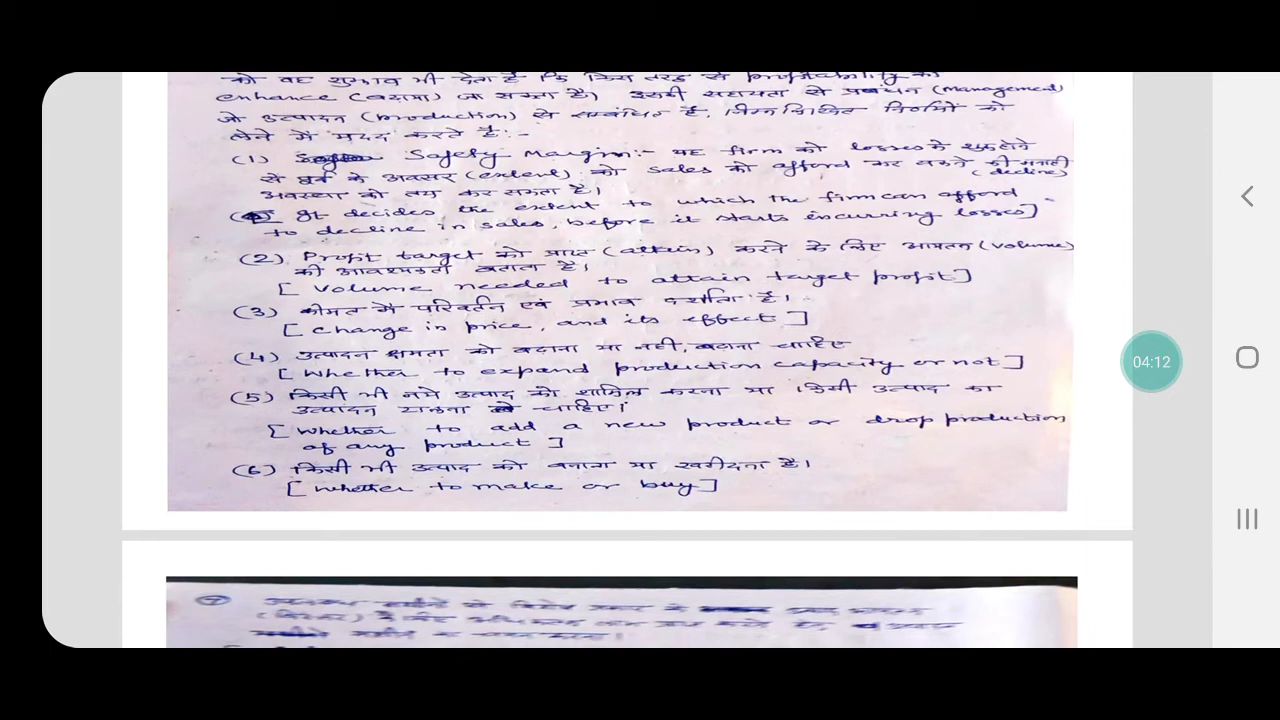 को यह सुझाव भी देता है कि किस तरह से profitability को
enhance (बढ़ाया) जा सकता है। इसकी सहायता से प्रबंधन (management)
जो उत्पादन (production) से सम्बंधित है, निम्नलिखित निर्णयों को
लेने में मदद करते है:-
(1) Safety Margin:- यह firm को losses के शुरू होने
से पूर्व के अवसर (extent) को sales को afford कर सकने की
(decline)
अवस्था को तय कर सकता है।
It decides the extent to which the firm can afford
to decline in sales, before it starts incurring losses]
(2) Profit target को प्राप्त (attain) करने के लिए आयतन (volume)
की आवश्यकता बताता है।
[ Volume needed to attain target profit]
(3) कीमत में परिवर्तन एवं प्रभाव दर्शाता है।
[ change in price, and its effect ]
(4) उत्पादन क्षमता को बढ़ाना या नहीं, बढ़ाना चाहिए
[ Whether to expand production capacity or not ]
(5) किसी भी नये उत्पाद को शामिल करना या किसी उत्पाद का
उत्पादन चाहिए।
[ Whether to add a new product or drop production
of any product ]
(6) किसी भी उत्पाद को बनाना या खरीदना है।
[ Whether to make or buy ]
04:12